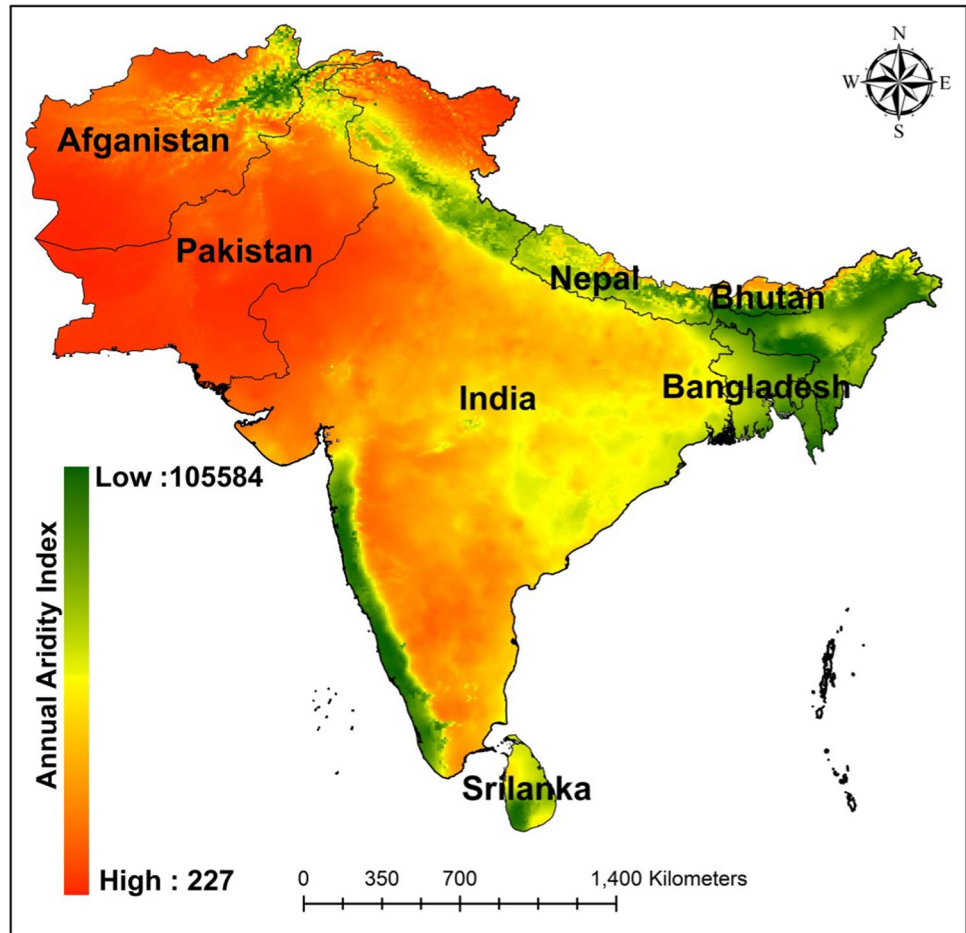 N
W E
S
Afganistan
Pakistan
Nepal
Bhutan
India
Bangladesh
Low :105584
Annual Aridity Index
Srilanka
High : 227
0 350 700 1,400 Kilometers